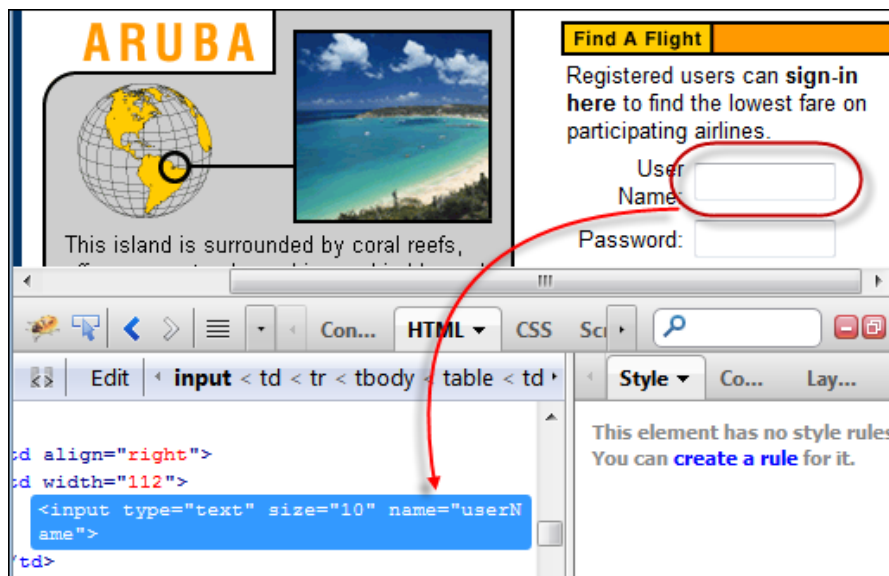 ARUBA
This island is surrounded by coral reefs,
Find A Flight
Registered users can sign-in
here to find the lowest fare on
participating airlines.
User
Name:
Password:
Con... HTML CSS
Edit input < td < tr < tbody < table < td
td align="right">
td width="112">
<input type="text" size="10" name="userN
ame">
/td>
Style Co... Lay...
This element has no style rules
You can create a rule for it.